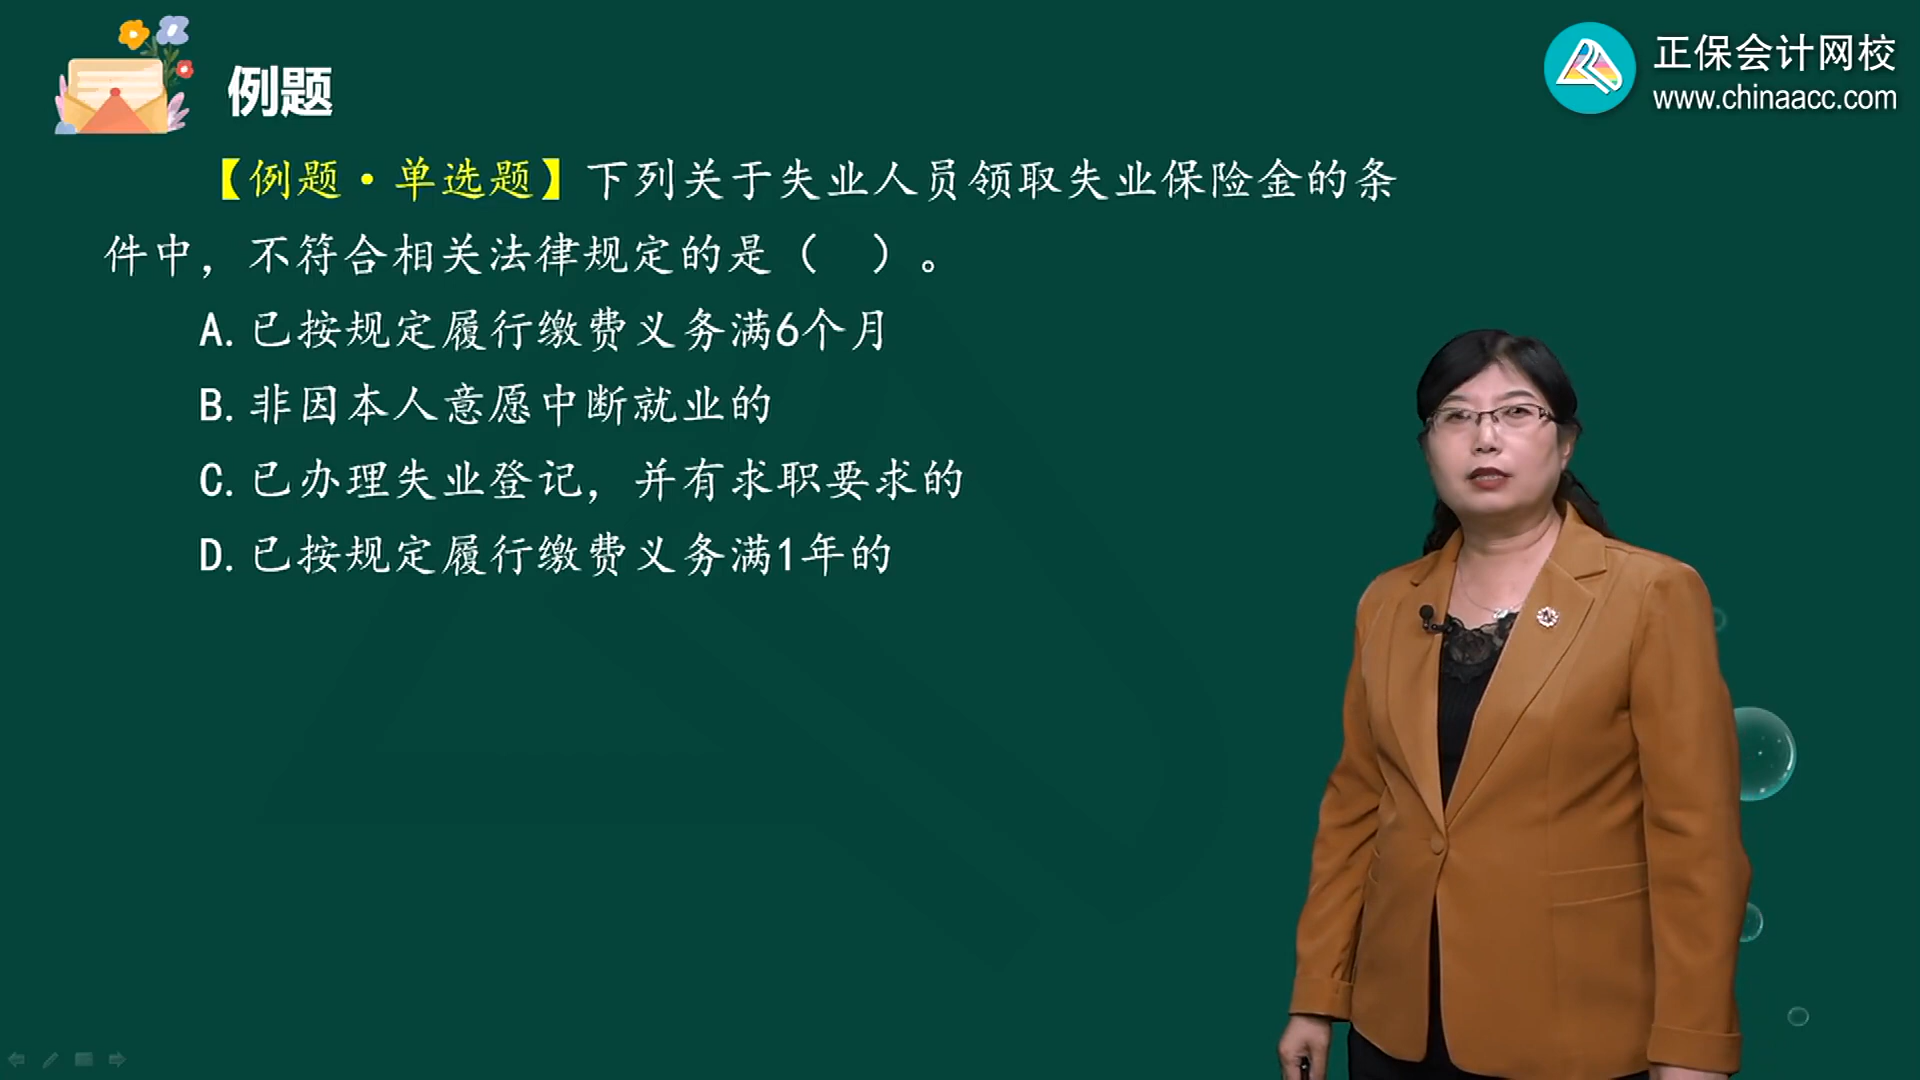 正保会计网校
www.chinaacc.com
例题
【例题·单选题】下列关于失业人员领取失业保险金的条
件中，不符合相关法律规定的是（　）。
A.已按规定履行缴费义务满6个月
B.非因本人意愿中断就业的
C.已办理失业登记，并有求职要求的
D.已按规定履行缴费义务满1年的